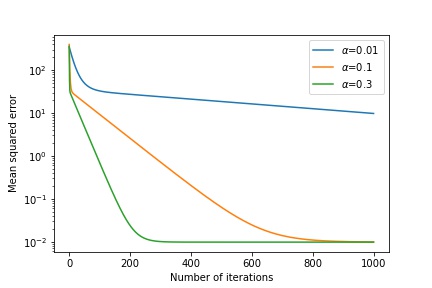 α=0.01
α=0.1
α=0.3
Mean squared error
10²
10¹
10⁰
10⁻¹
10⁻²
0 200 400 600 800 1000
Number of iterations